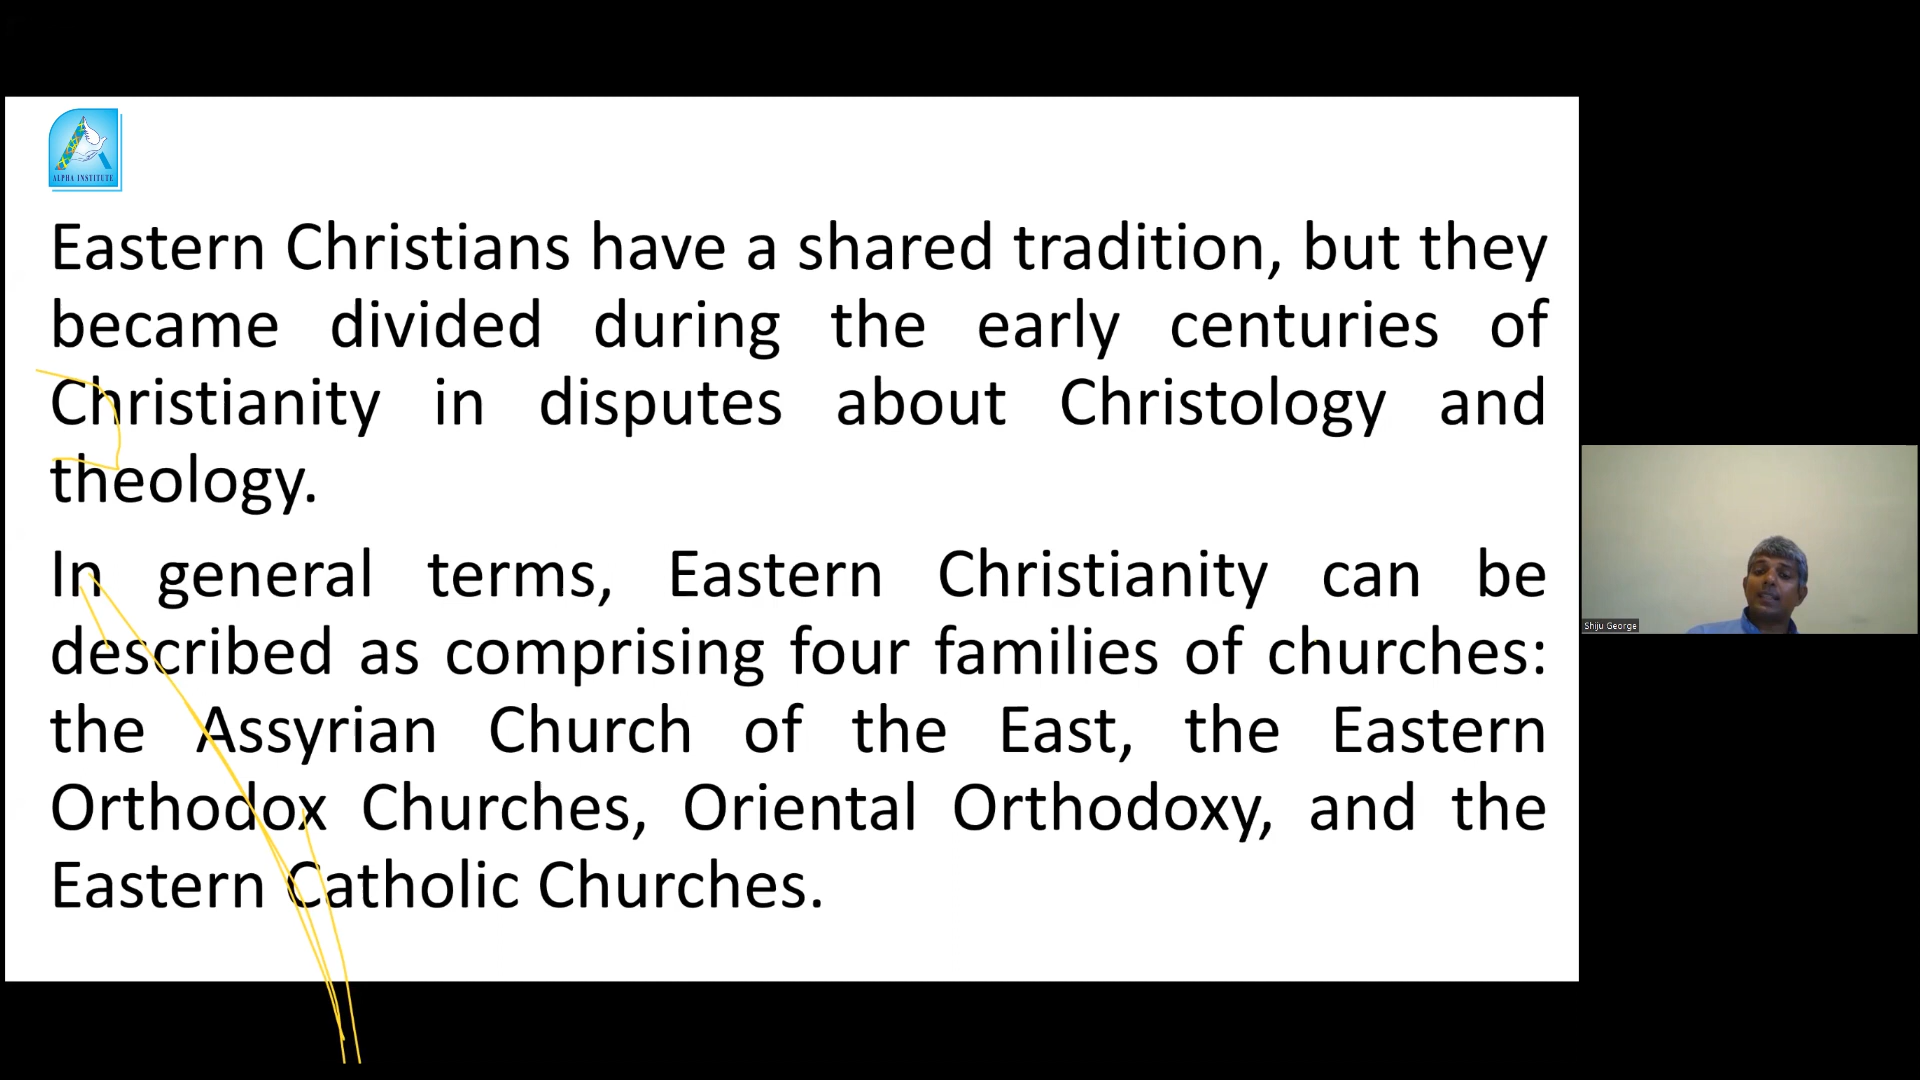 ALPHA INSTITUTE
Eastern Christians have a shared tradition, but they
became divided during the early centuries of
Christianity in disputes about Christology and
theology.
In general terms, Eastern Christianity can be
described as comprising four families of churches:
the Assyrian Church of the East, the Eastern
Orthodox Churches, Oriental Orthodoxy, and the
Eastern Catholic Churches.
Shiju George